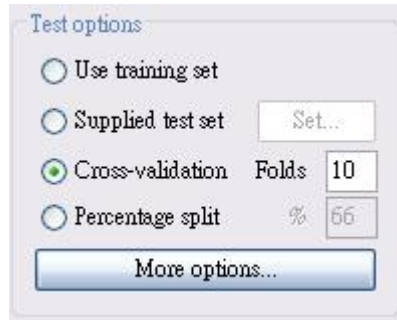 Test options
Use training set
Supplied test set Set...
Cross-validation Folds 10
Percentage split % 66
More options...